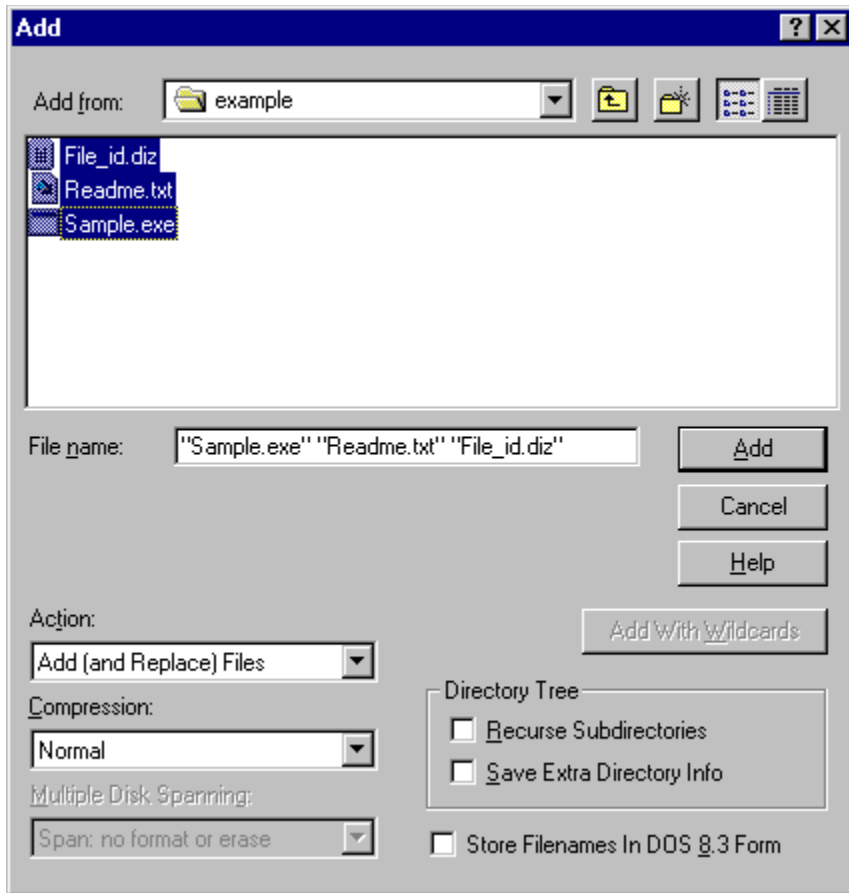 Add
Add from: example
File_id.diz
Readme.txt
Sample.exe
File name: "Sample.exe" "Readme.txt" "File_id.diz"
Add
Cancel
Help
Action:
Add With Wildcards
Add (and Replace) Files
Compression:
Normal
Directory Tree
Recurse Subdirectories
Save Extra Directory Info
Multiple Disk Spanning:
Span: no format or erase
Store Filenames In DOS 8.3 Form